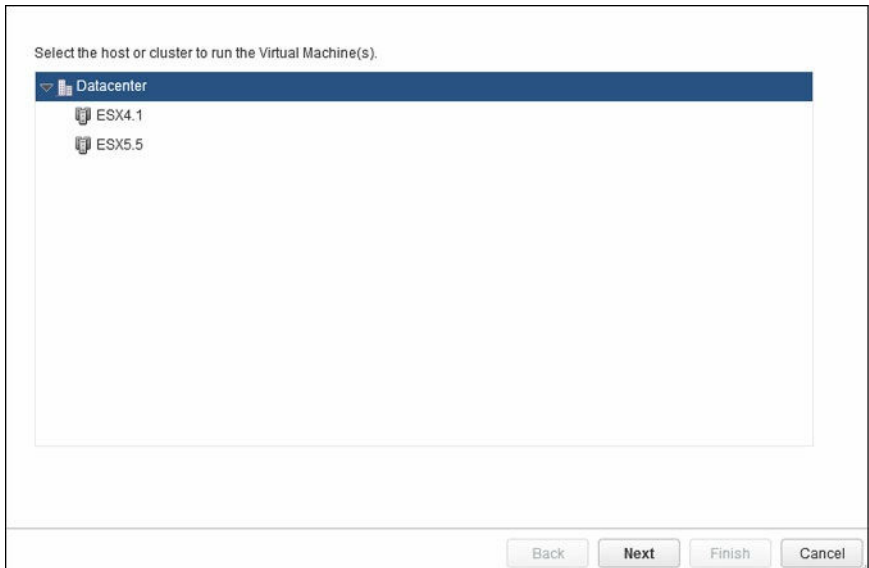 Select the host or cluster to run the Virtual Machine(s).
Datacenter
ESX4.1
ESX5.5
Back Next Finish Cancel